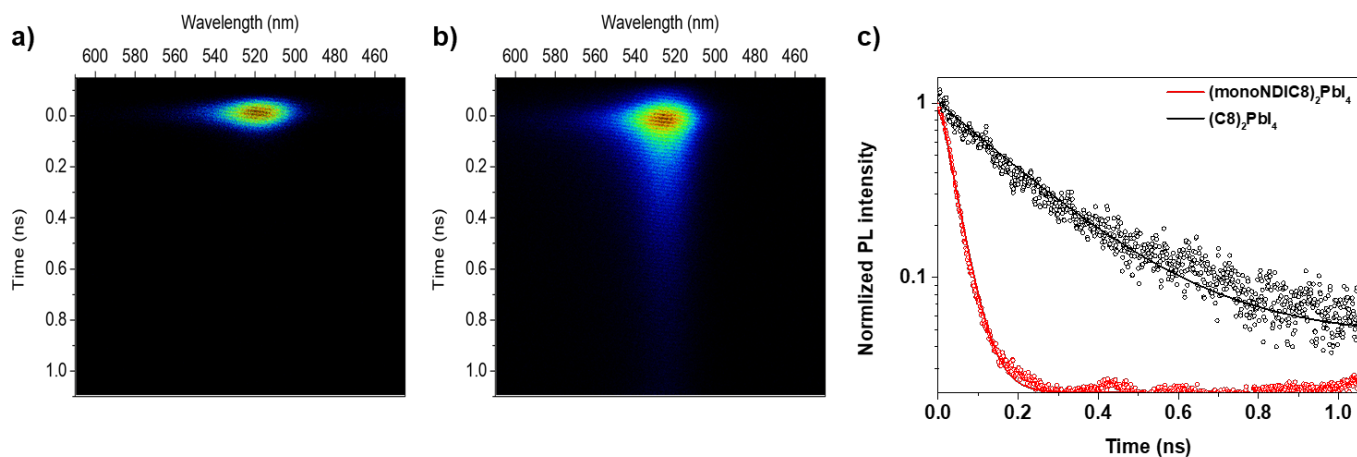 a)
Wavelength (nm)
600 580 560 540 520 500 480 460
Time (ns)
0.0
0.2
0.4
0.6
0.8
1.0
b)
Wavelength (nm)
600 580 560 540 520 500 480 460
Time (ns)
0.0
0.2
0.4
0.6
0.8
1.0
c)
Normlized PL intensity
1
0.1
(monoNDIC8)₂PbI₄
(C8)₂PbI₄
0.0 0.2 0.4 0.6 0.8 1.0
Time (ns)